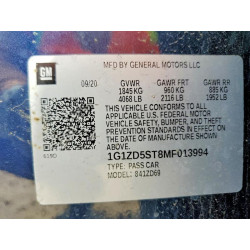 MFD BY GENERAL MOTORS LLC
GM
09/20 GVWR GAWR FRT GAWR RR
1845 KG 960 KG 885 KG
4068 LB 2116 LB 1952 LB
THIS VEHICLE CONFORMS TO ALL
APPLICABLE U.S. FEDERAL MOTOR
VEHICLE SAFETY, BUMPER, AND THEFT
PREVENTION STANDARDS IN EFFECT ON
THE DATE OF MANUFACTURE SHOWN
ABOVE.
1G1ZD5ST8MF013994
TYPE: PASS CAR
MODEL: 841ZD69